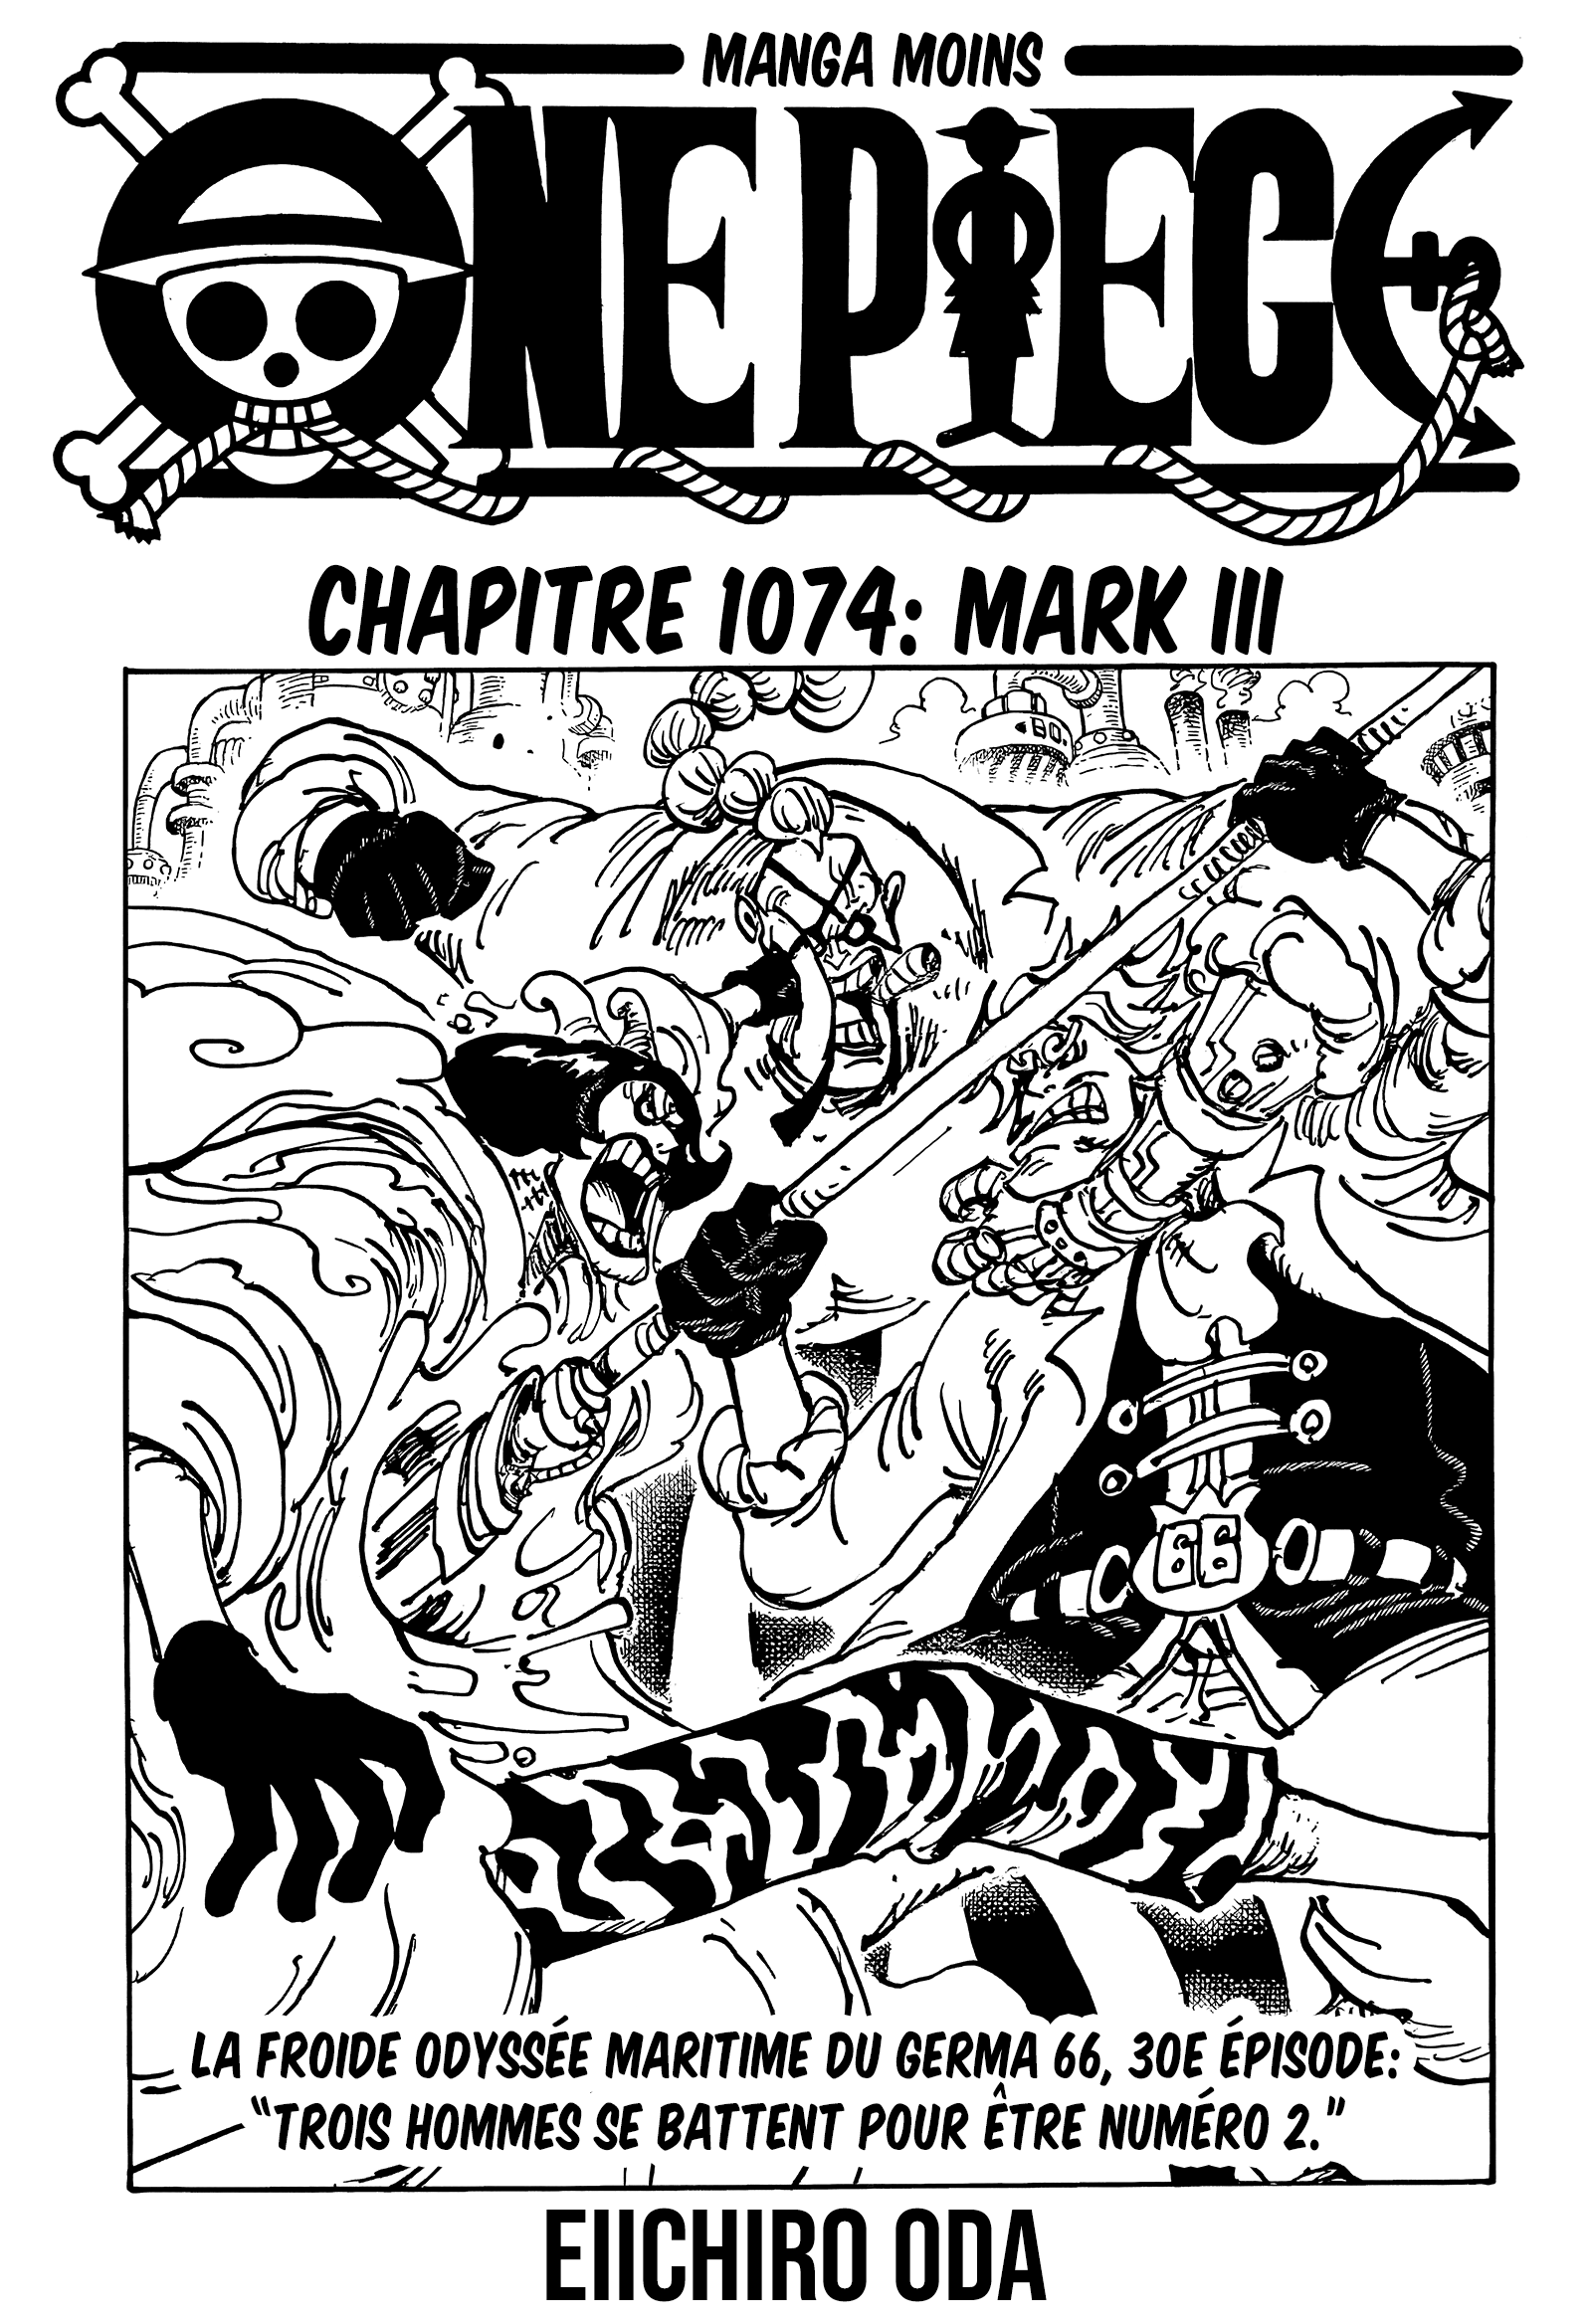 MANGA MOINS
ONE PIECE
CHAPITRE 1074: MARK III
66
LA FROIDE ODYSSÉE MARITIME DU GERMA 66, 30E ÉPISODE:
"TROIS HOMMES SE BATTENT POUR ÊTRE NUMÉRO 2."
EIICHIRO ODA